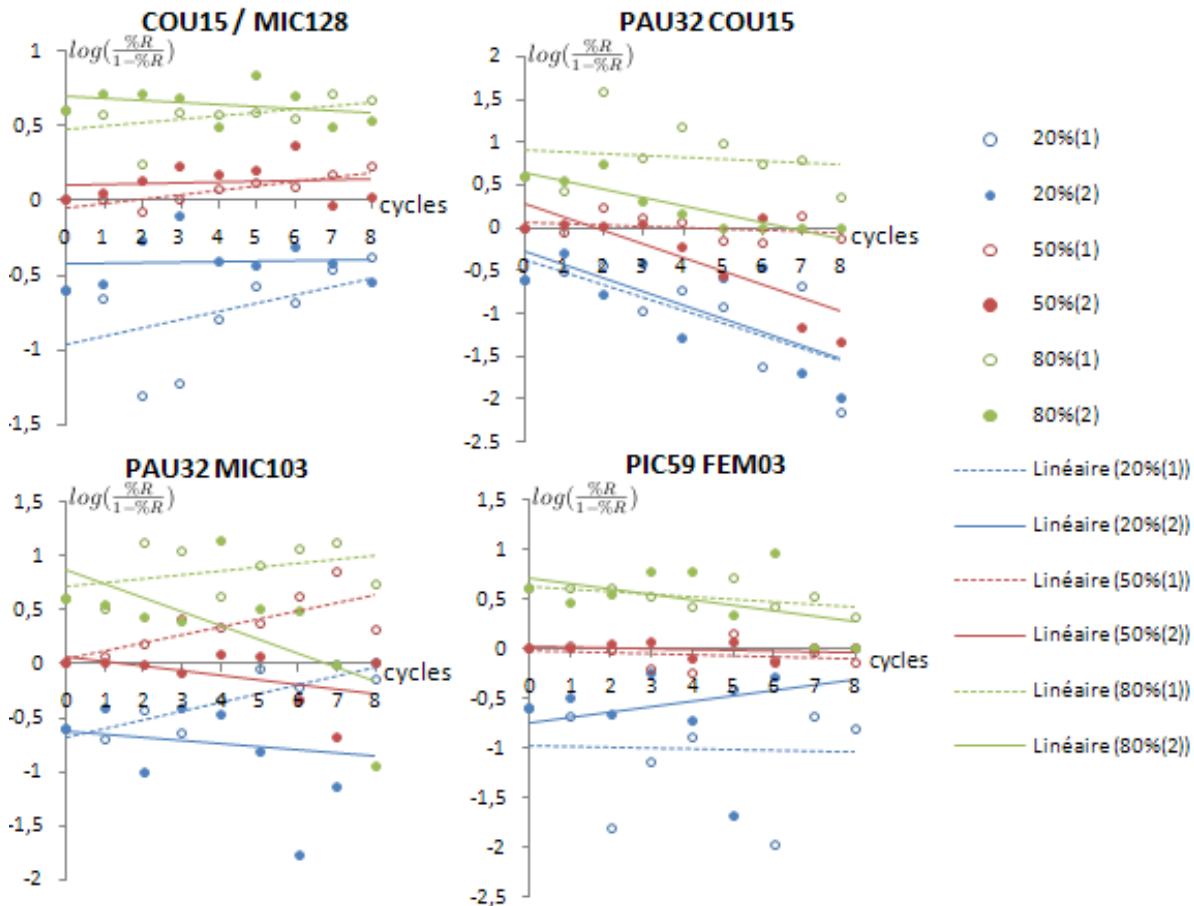 COU15 / MIC128
log(%R/1−%R)
1
0,5
0
-0,5
-1
-1,5
0 1 2 3 4 5 6 7 8
cycles
PAU32 COU15
log(%R/1−%R)
2
1,5
1
0,5
0
-0,5
-1
-1,5
-2
-2.5
0 1 2 3 4 5 6 7 8
cycles
20%(1)
20%(2)
50%(1)
50%(2)
80%(1)
80%(2)
Linéaire (20%(1))
Linéaire (20%(2))
Linéaire (50%(1))
Linéaire (50%(2))
Linéaire (80%(1))
Linéaire (80%(2))
PAU32 MIC103
log(%R/1−%R)
1,5
1
0,5
0
-0,5
-1
-1,5
-2
0 1 2 3 4 5 6 7 8
cycles
PIC59 FEM03
log(%R/1−%R)
1,5
1
0,5
0
-0,5
-1
-1,5
-2
-2,5
0 1 2 3 4 5 6 7 8
cycles